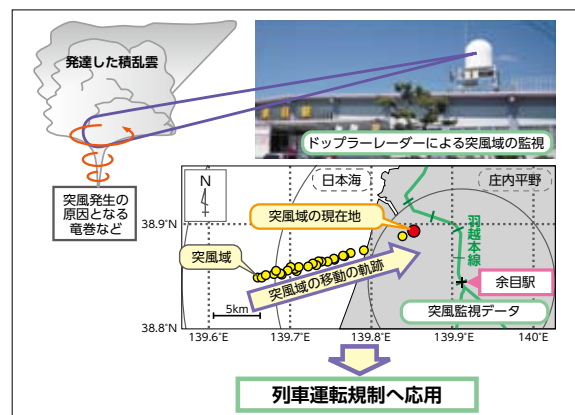 発達した積乱雲
ドップラーレーダーによる突風域の監視
突風発生の
原因となる
竜巻など
N
日本海
庄内平野
38.9°N
突風域の現在地
羽越本線
突風域
突風域の移動の軌跡
余目駅
5km
突風監視データ
38.8°N
139.6°E
139.7°E
139.8°E
139.9°E
140°E
列車運転規制へ応用